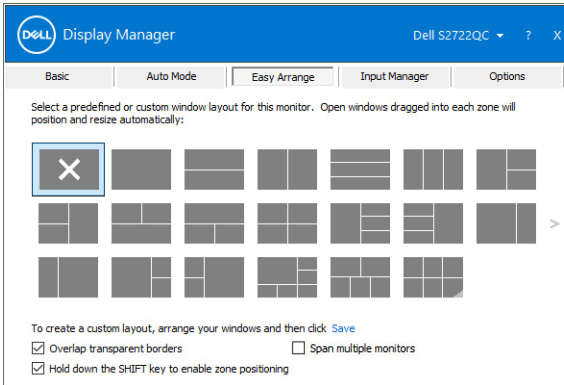 DELL Display Manager Dell S2722QC ? X
Basic Auto Mode Easy Arrange Input Manager Options
Select a predefined or custom window layout for this monitor. Open windows dragged into each zone will
position and resize automatically:
To create a custom layout, arrange your windows and then click Save
Overlap transparent borders Span multiple monitors
Hold down the SHIFT key to enable zone positioning